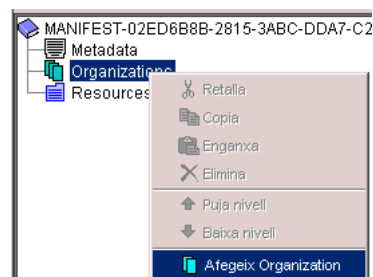 MANIFEST-02ED6B8B-2815-3ABC-DDA7-C2
Metadata
Organizations
Resources
Retalla
Copia
Enganxa
Elimina
Puja nivell
Baixa nivell
Afegeix Organization